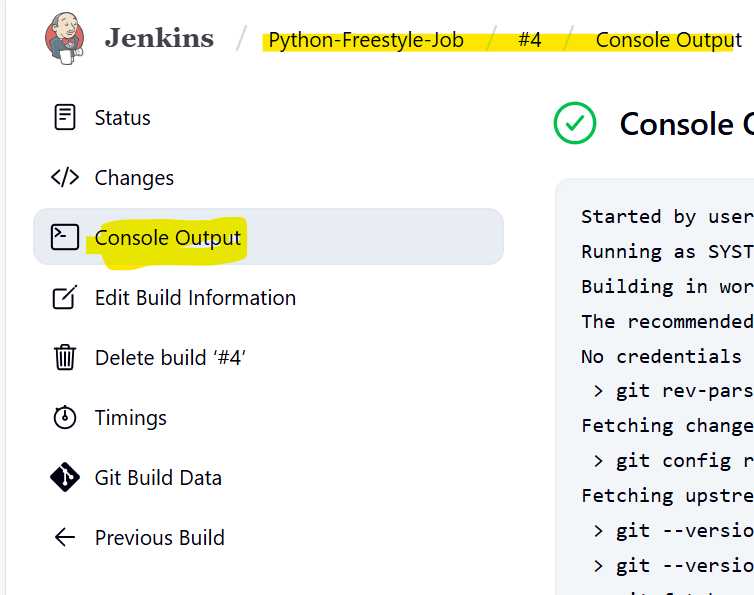 Jenkins / Python-Freestyle-Job / #4 / Console Output
Status
Changes
Console Output
Edit Build Information
Delete build ‘#4’
Timings
Git Build Data
Previous Build
Console
Started by user
Running as SYST
Building in wor
The recommended
No credentials
> git rev-pars
Fetching change
> git config r
Fetching upstre
> git --versio
> git --versio